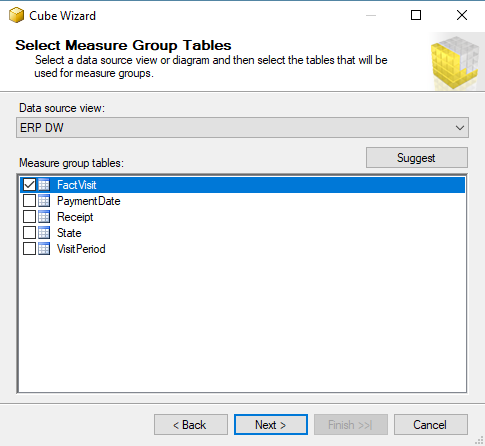 Cube Wizard
Select Measure Group Tables
Select a data source view or diagram and then select the tables that will be
used for measure groups.
Data source view:
ERP DW
Measure group tables:
Suggest
FactVisit
PaymentDate
Receipt
State
VisitPeriod
< Back
Next >
Finish >>|
Cancel